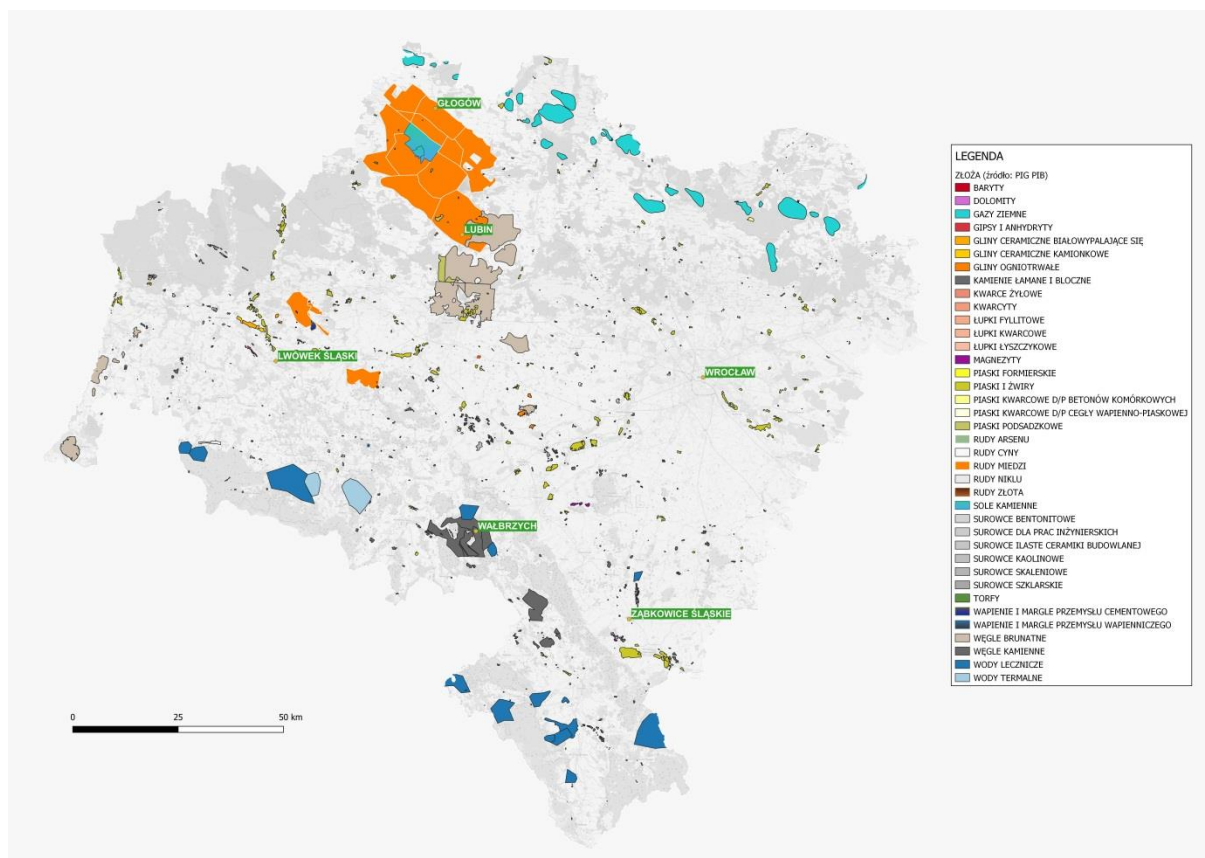 GŁOGÓW
LUBIN
LWÓWEK ŚLĄSKI
WROCŁAW
WAŁBRZYCH
ZĄBKOWICE ŚLĄSKIE
0 25 50 km
LEGENDA
ZŁOŻA (źródło: PIG PIB)
BARYTY
DOLOMITY
GAZY ZIEMNE
GIPSY I ANHYDRYTY
GLINY CERAMICZNE BIAŁOWYPALAJĄCE SIĘ
GLINY CERAMICZNE KAMIONKOWE
GLINY OGNIOTRWAŁE
KAMIENIE ŁAMANE I BLOCZNE
KWARCE ŻYŁOWE
KWARCYTY
ŁUPKI FYLLITOWE
ŁUPKI KWARCOWE
ŁUPKI ŁYSZCZYKOWE
MAGNEZYTY
PIASKI FORMIERSKIE
PIASKI I ŻWIRY
PIASKI KWARCOWE D/P BETONÓW KOMÓRKOWYCH
PIASKI KWARCOWE D/P CEGŁY WAPIENNO-PIASKOWEJ
PIASKI PODSADZKOWE
RUDY ARSENU
RUDY CYNY
RUDY MIEDZI
RUDY NIKLU
RUDY ZŁOTA
SOLE KAMIENNE
SUROWCE BENTONITOWE
SUROWCE DLA PRAC INŻYNIERSKICH
SUROWCE ILASTE CERAMIKI BUDOWLANEJ
SUROWCE KAOLINOWE
SUROWCE SKALENIOWE
SUROWCE SZKLARSKIE
TORFY
WAPIENIE I MARGLE PRZEMYSŁU CEMENTOWEGO
WAPIENIE I MARGLE PRZEMYSŁU WAPIENNICZEGO
WĘGLE BRUNATNE
WĘGLE KAMIENNE
WODY LECZNICZE
WODY TERMALNE